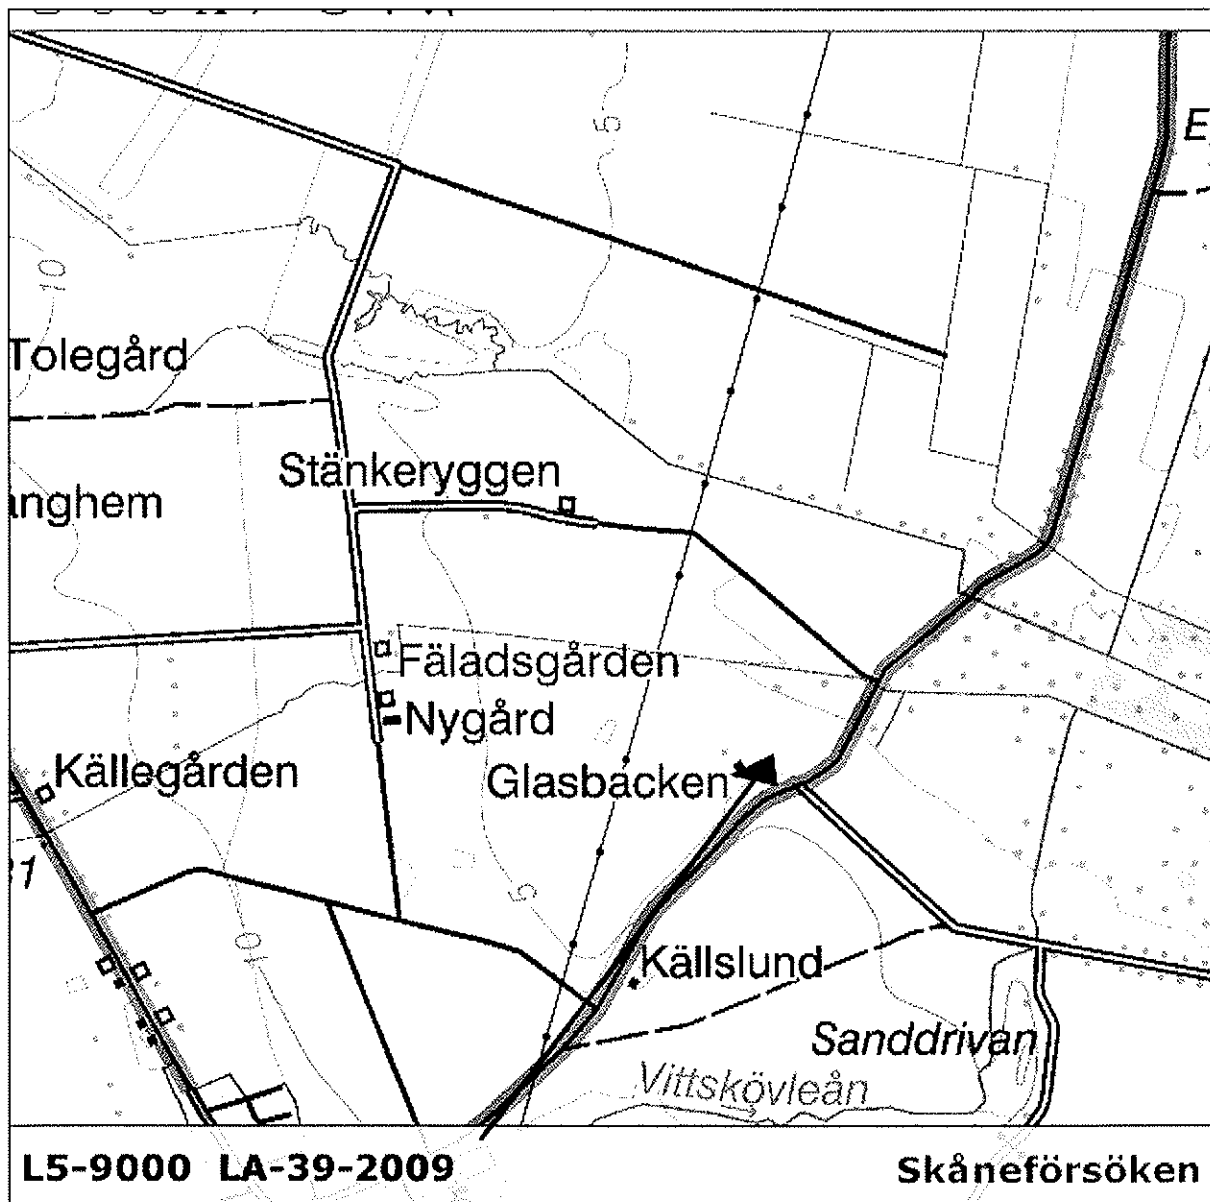 5
10
Tolegård
Stänkeryggen
Fäladsgården
Nygård
Källegården
Glasbacken
5
10
Källslund
Sanddrivan
Vittskövleån
L5-9000 LA-39-2009
Skåneförsöken